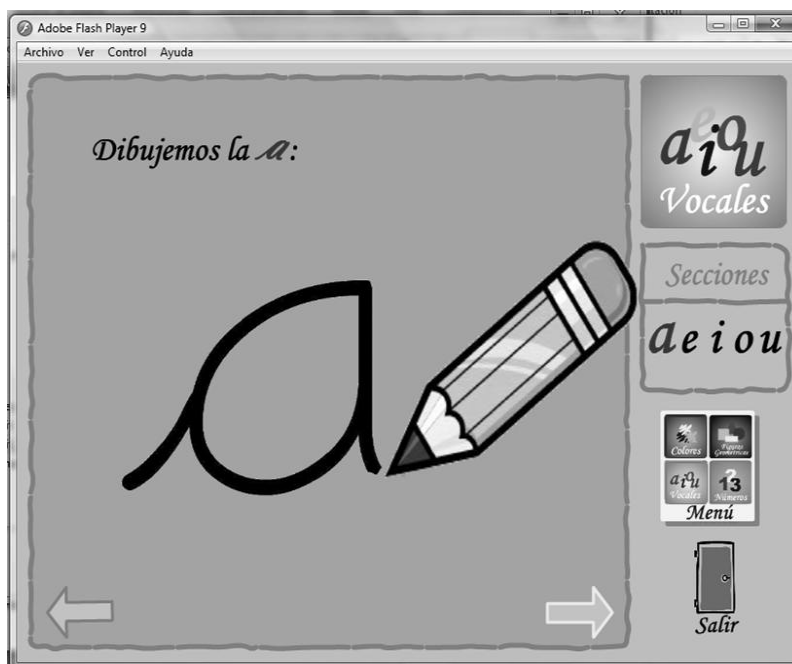 Adobe Flash Player 9
Archivo Ver Control Ayuda
Dibujemos la a:
a
a e i o u
Vocales
Secciones
a e i o u
Colores
Figuras
Geométricas
a i o u
Vocales
13
Números
Menú
Salir